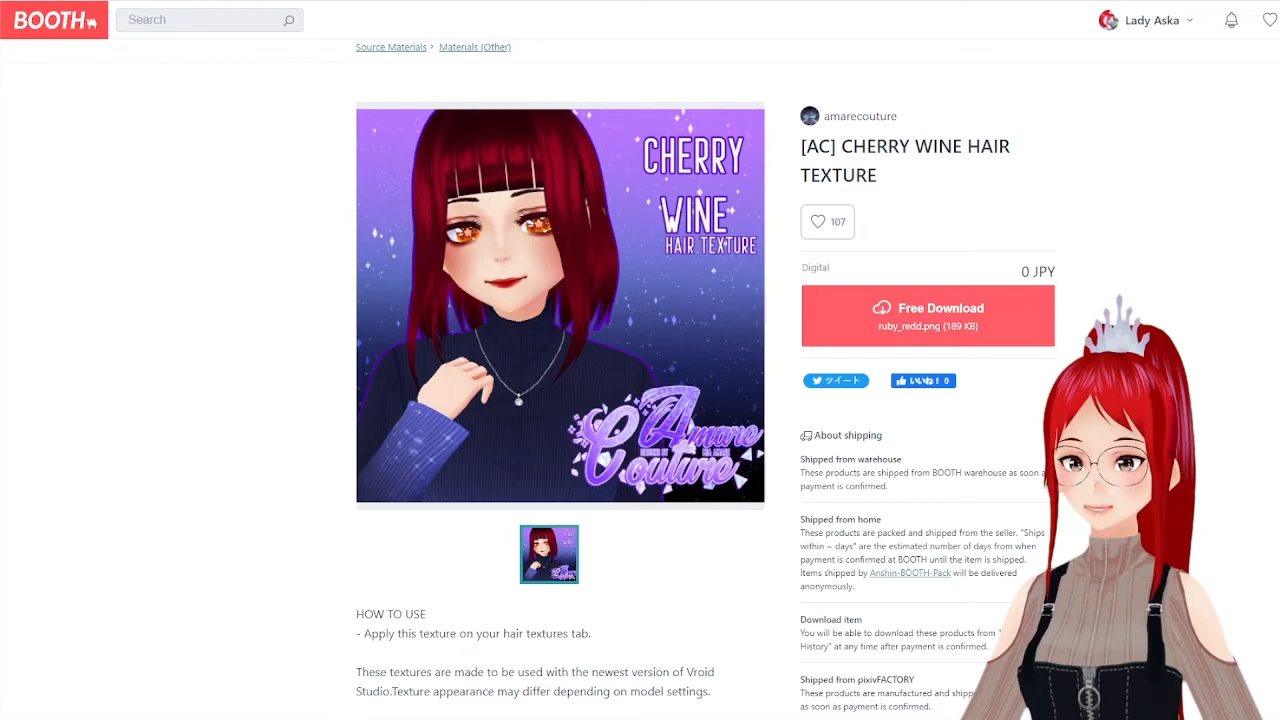 BOOTH
Search
Lady Aska
Source Materials › Materials (Other)
CHERRY
WINE
HAIR TEXTURE
Amare
Couture
amarecouture
[AC] CHERRY WINE HAIR
TEXTURE
107
Digital
0 JPY
Free Download
ruby_redd.png (189 KB)
ツイート
いいね！ 0
About shipping
Shipped from warehouse
These products are shipped from BOOTH warehouse as soon a
payment is confirmed.
Shipped from home
These products are packed and shipped from the seller. "Ships
within ~ days" are the estimated number of days from when
payment is confirmed at BOOTH until the item is shipped.
Items shipped by Anshin-BOOTH-Pack will be delivered
anonymously.
Download item
You will be able to download these products from "
History" at any time after payment is confirmed.
Shipped from pixivFACTORY
These products are manufactured and shipp
as soon as payment is confirmed.
HOW TO USE
- Apply this texture on your hair textures tab.
These textures are made to be used with the newest version of Vroid
Studio.Texture appearance may differ depending on model settings.